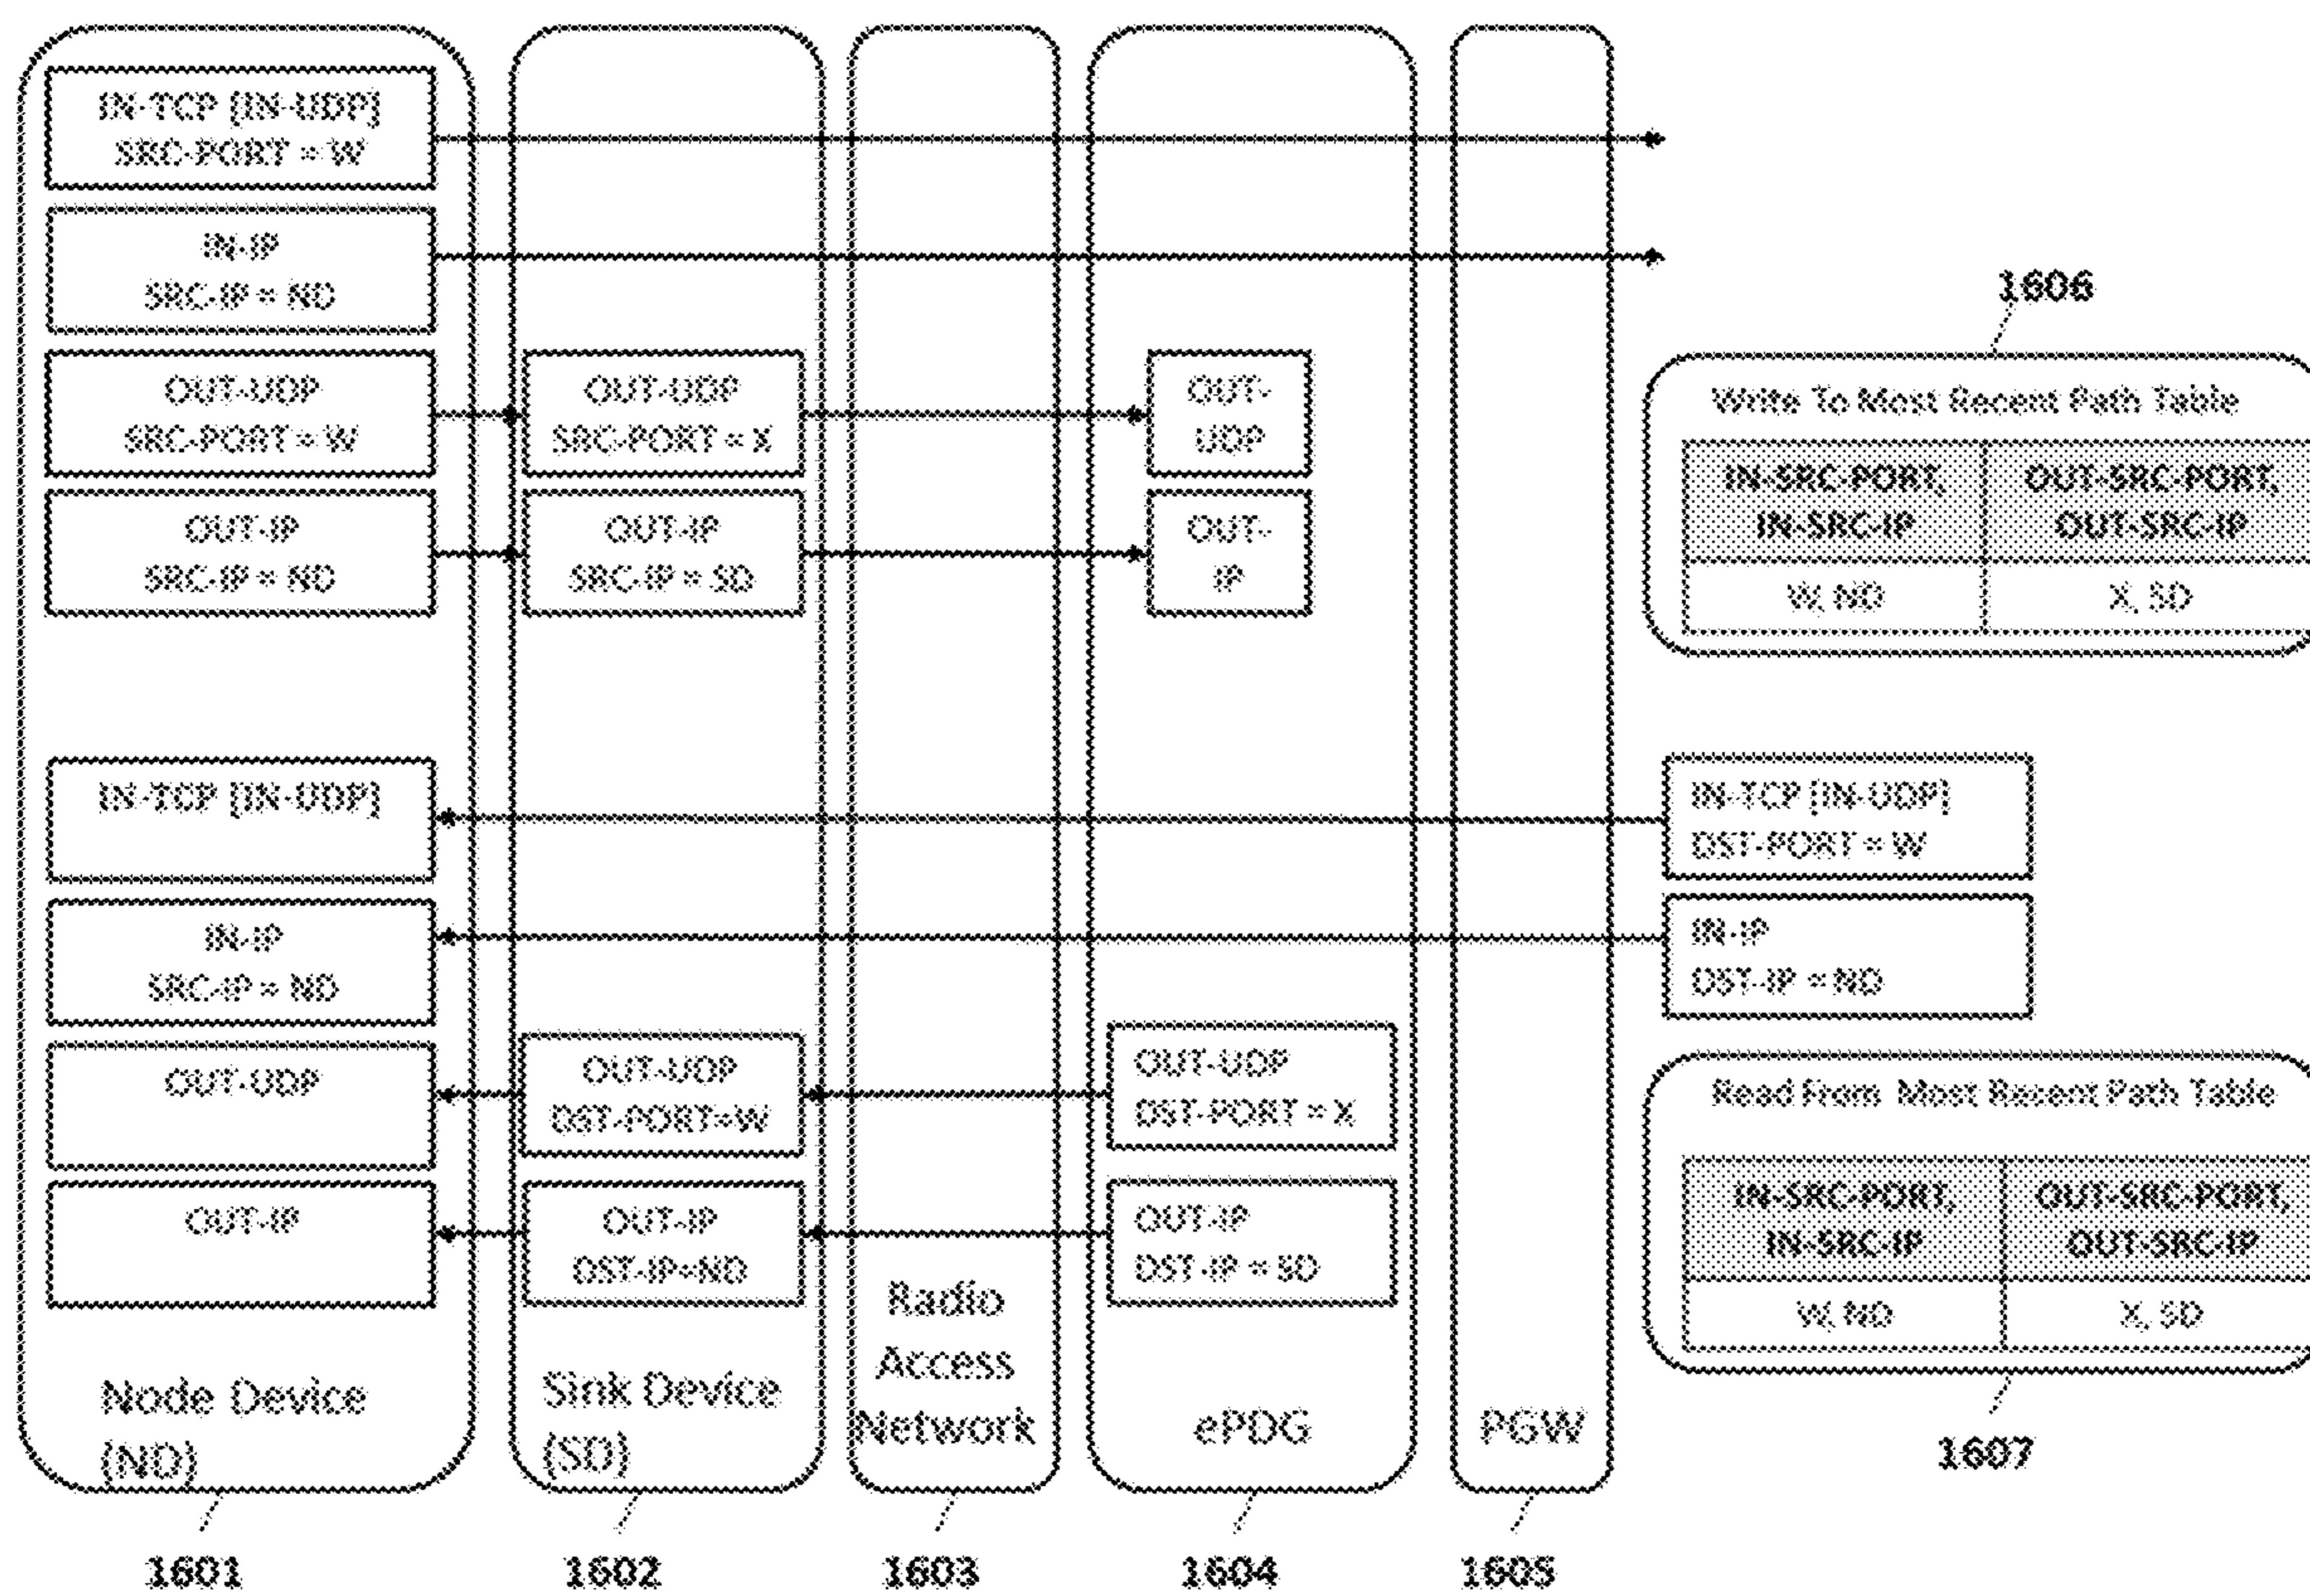 IN-TCP [IN-UDP]
SRC-PORT = W
IN-IP
SRC-IP = ND
1606
OUT-UDP
SRC-PORT = W
OUT-UDP
SRC-PORT = X
OUT-
UDP
Write To Most Recent Path Table
IN-SRC-PORT,
IN-SRC-IP
OUT-SRC-PORT,
OUT-SRC-IP
W, ND
X, SD
OUT-IP
SRC-IP = ND
OUT-IP
SRC-IP = SD
OUT-
IP
IN-TCP [IN-UDP]
IN-TCP [IN-UDP]
DST-PORT = W
IN-IP
SRC-IP = ND
IN-IP
DST-IP = ND
OUT-UDP
OUT-UDP
DST-PORT=W
OUT-UDP
DST-PORT = X
Read From Most Recent Path Table
IN-SRC-PORT,
IN-SRC-IP
OUT-SRC-PORT,
OUT-SRC-IP
W, ND
X, SD
OUT-IP
OUT-IP
DST-IP=ND
OUT-IP
DST-IP = SD
Node Device
(ND)
Sink Device
(SD)
Radio
Access
Network
ePDG
PGW
1607
1601
1602
1603
1604
1605